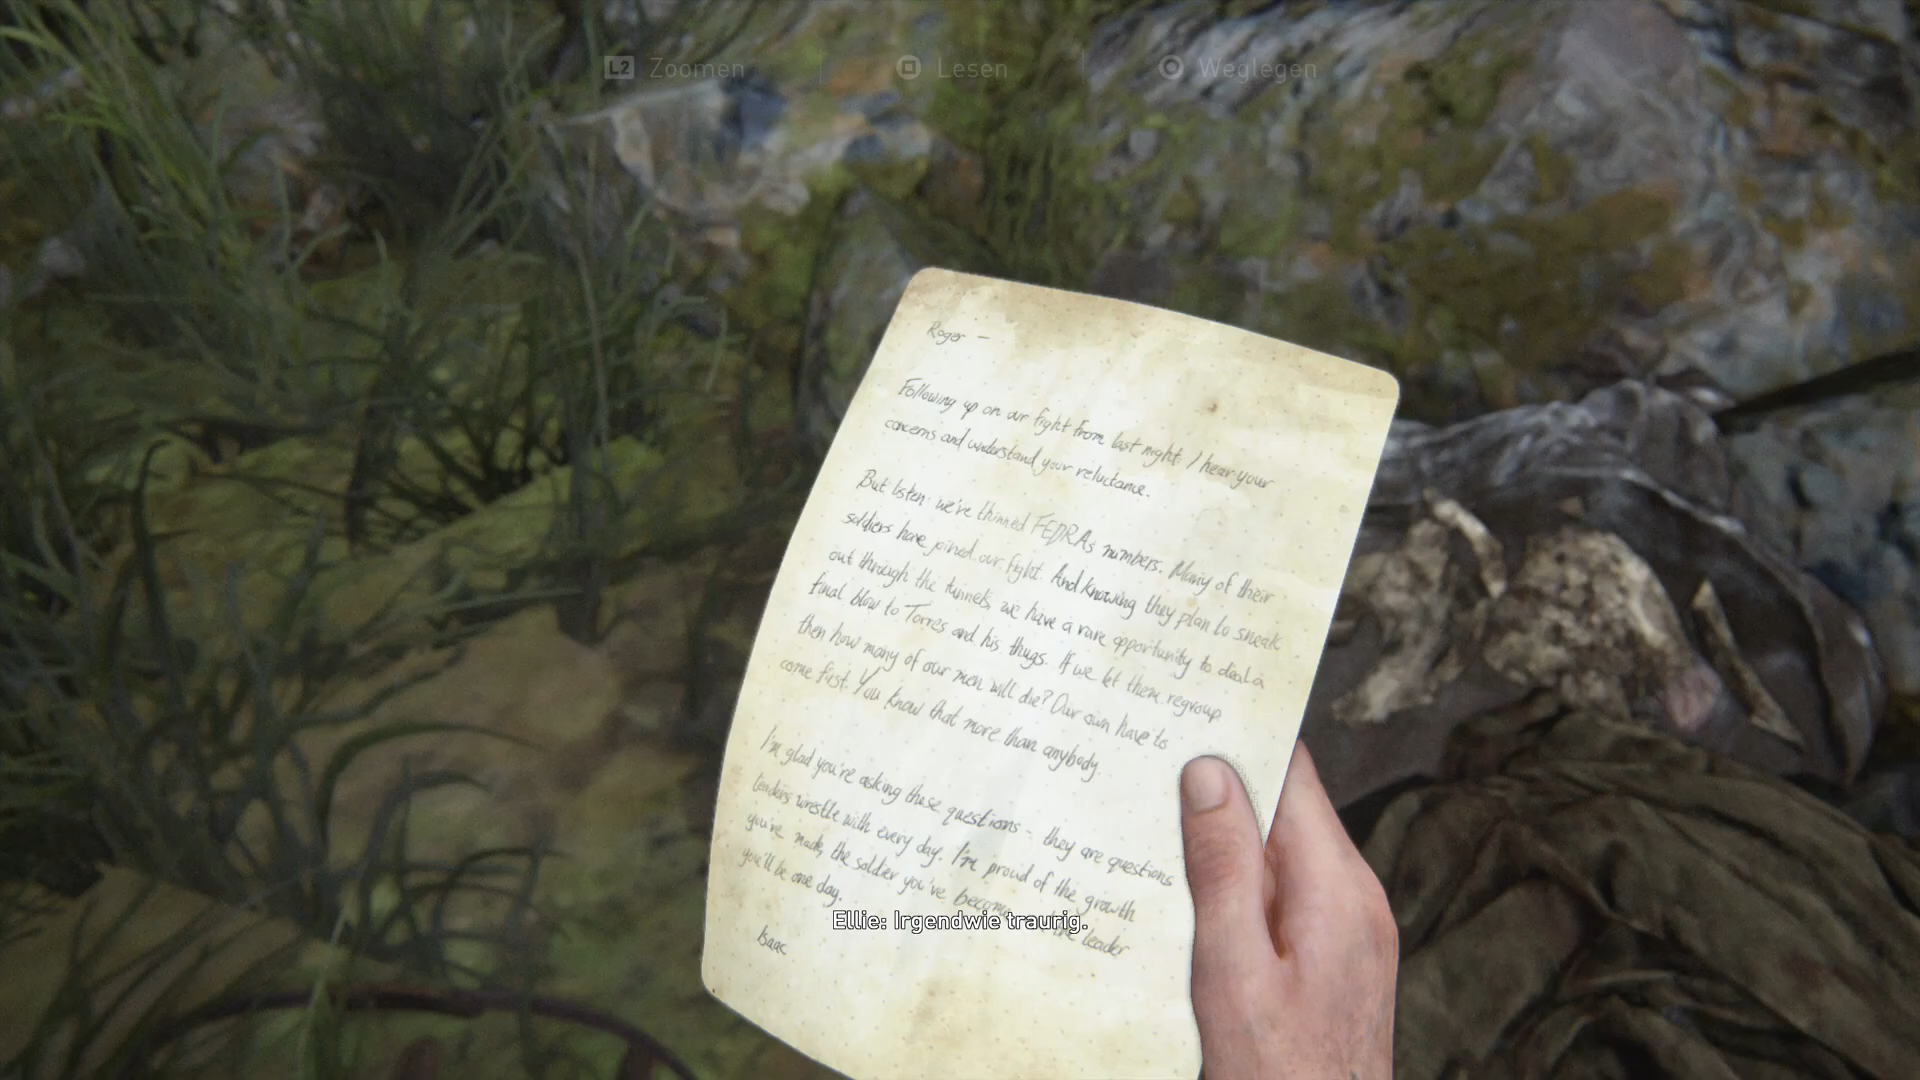 L2 Zoomen
Lesen
Weglegen
Roger –
Following up on our fight from last night: I hear your
concerns and understand your reluctance.
But listen: we've thinned FEDRAs numbers. Many of their
soldiers have joined our fight. And knowing they plan to sneak
out through the tunnels, we have a rare opportunity to deal a
final blow to Torres and his thugs. If we let them regroup,
then how many of our men will die? Our own have to
come first. You know that more than anybody.
I'm glad you're asking these questions - they are questions
leaders wrestle with every day. I'm proud of the growth
you're made, the soldier you've become the leader
you'll be one day.
Ellie: Irgendwie traurig.
Isaac